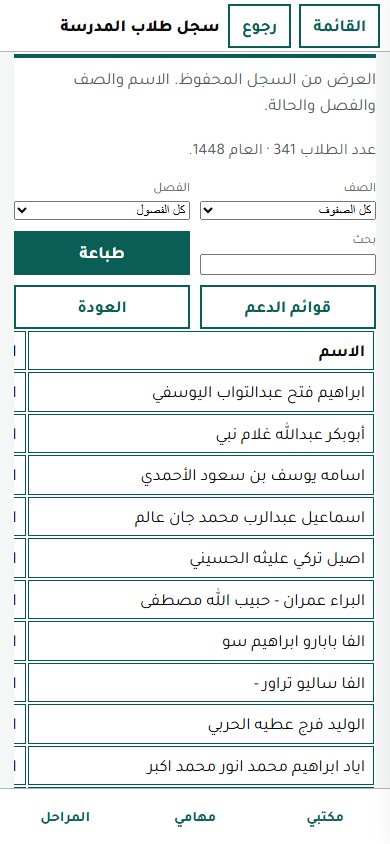 القائمة
رجوع
سجل طلاب المدرسة
العرض من السجل المحفوظ. الاسم والصف
والفصل والحالة.
عدد الطلاب 341 · العام 1448.
الصف
الفصل
كل الصفوف
كل الفصول
بحث
طباعة
قوائم الدعم
العودة
الاسم
ابراهيم فتح عبدالتواب اليوسفي
أبوبكر عبدالله غلام نبي
اسامه يوسف بن سعود الأحمدي
اسماعيل عبدالرب محمد جان عالم
اصيل تركي عليثه الحسيني
البراء عمران - حبيب الله مصطفى
الفا بابارو ابراهيم سو
الفا ساليو تراور -
الوليد فرج عطيه الحربي
اياد ابراهيم محمد انور محمد اكبر
مكتبي
مهامي
المراحل